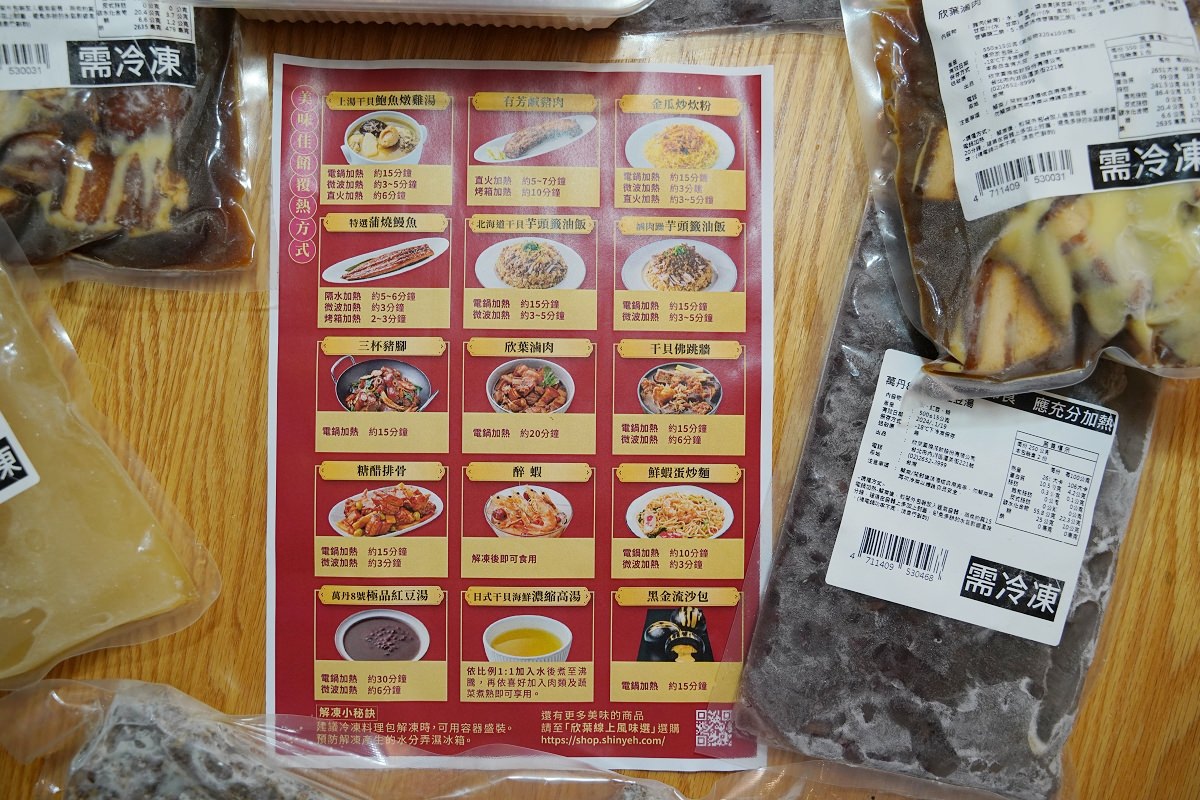 美味佳餚覆熱方式
上湯干貝鮑魚燉雞湯
電鍋加熱 約15分鐘
微波加熱 約3~5分鐘
直火加熱 約6分鐘
有芳鹹豬肉
直火加熱 約5~7分鐘
烤箱加熱 約10分鐘
金瓜炒炊粉
電鍋加熱 約15分鐘
微波加熱 約3分鐘
直火加熱 約3~5分鐘
特選蒲燒鰻魚
隔水加熱 約5~6分鐘
微波加熱 約3分鐘
烤箱加熱 2~3分鐘
北海道干貝芋頭籤油飯
電鍋加熱 約15分鐘
微波加熱 約3~5分鐘
滷肉躼芋頭籤油飯
電鍋加熱 約15分鐘
微波加熱 約3~5分鐘
三杯豬腳
電鍋加熱 約15分鐘
欣葉滷肉
電鍋加熱 約20分鐘
干貝佛跳牆
電鍋加熱 約15分鐘
微波加熱 約6分鐘
糖醋排骨
電鍋加熱 約15分鐘
微波加熱 約3分鐘
醉 蝦
解凍後即可食用
鮮蝦蛋炒麵
電鍋加熱 約10分鐘
微波加熱 約3分鐘
萬丹8號極品紅豆湯
電鍋加熱 約30分鐘
微波加熱 約6分鐘
日式干貝海鮮濃縮高湯
依比例1:1加入水後煮至沸
騰,再依喜好加入肉類及蔬
菜煮熟即可享用。
黑金流沙包
電鍋加熱 約15分鐘
解凍小秘訣
建議冷凍料理包解凍時,可用容器盛裝。
預防解凍產生的水分弄濕冰箱。
還有更多美味的商品
請至「欣葉線上風味選」選購
https://shop.shinyeh.com/
530031
需冷凍
凍
欣葉滷肉
4 711409 530031
需冷凍
應充分加熱
(02)2652-1999
4 711409 530468
需冷凍